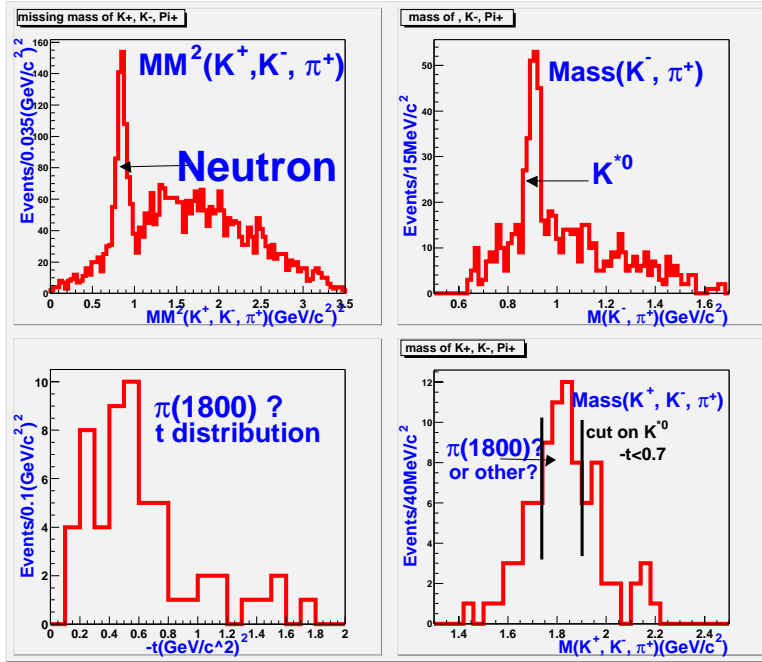 missing mass of K+, K-, Pi+
MM²(K⁺,K⁻, π⁺)
Neutron
Events/0.035(GeV/c²)²
160
140
120
100
80
60
40
20
0
0 0.5 1 1.5 2 2.5 3 3.5
MM²(K⁺, K⁻, π⁺)(GeV/c²)²
mass of , K-, Pi+
Mass(K⁻, π⁺)
K*⁰
Events/15MeV/c²
50
40
30
20
10
0
0.6 0.8 1 1.2 1.4 1.6
M(K⁻, π⁺)(GeV/c²)
π(1800) ?
t distribution
Events/0.1(GeV/c²)²
10
8
6
4
2
0
0 0.2 0.4 0.6 0.8 1 1.2 1.4 1.6 1.8 2
-t(GeV/c^2)²
mass of K+, K-, Pi+
Mass(K⁺, K⁻, π⁺)
cut on K*⁰
-t<0.7
π(1800)?
or other?
Events/40MeV/c²
12
10
8
6
4
2
0
1.4 1.6 1.8 2 2.2 2.4
M(K⁺, K⁻, π⁺)(GeV/c²)